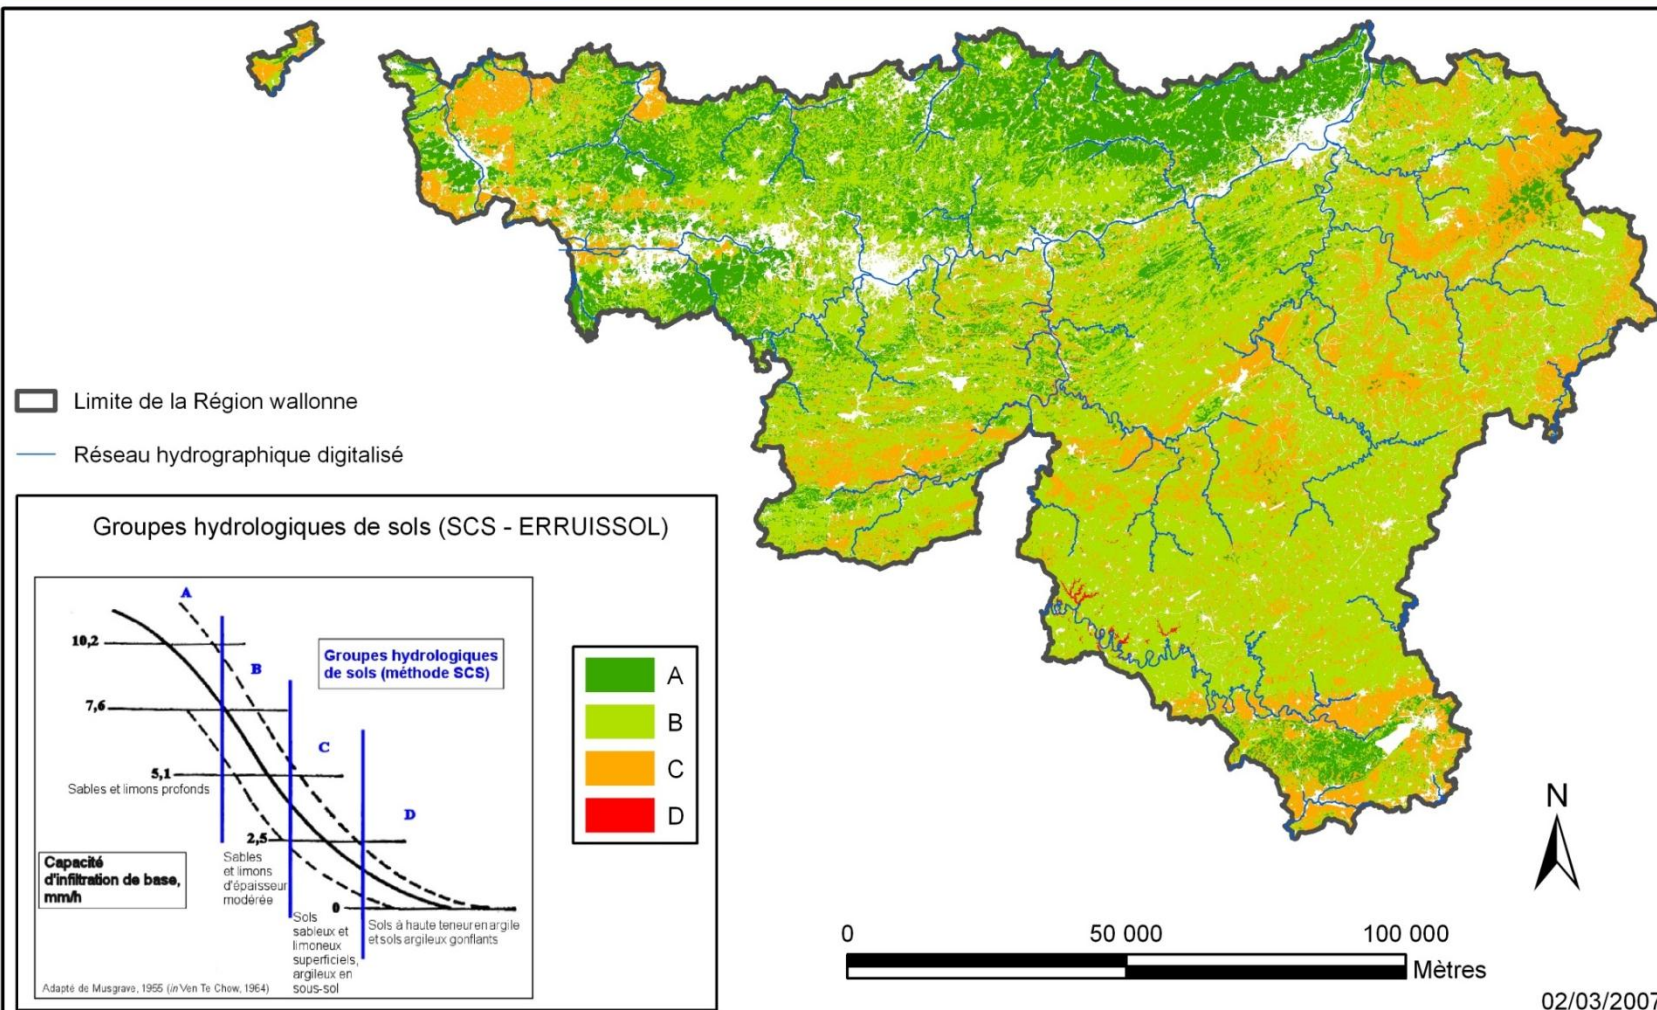 Limite de la Région wallonne
Réseau hydrographique digitalisé
Groupes hydrologiques de sols (SCS - ERRUISSOL)
A
10,2
B
Groupes hydrologiques
de sols (méthode SCS)
7,6
C
5,1
Sables et limons profonds
D
2,5
Capacité
d'infiltration de base,
mm/h
Sables
et limons
d'épaisseur
modérée
0
Sols
sableux et
limoneux
superficiels,
argileux en
sous-sol
Sols à haute teneur en argile
et sols argileux gonflants
Adapté de Musgrave, 1955 (in Ven Te Chow, 1964)
A
B
C
D
N
0
50 000
100 000
Mètres
02/03/2007